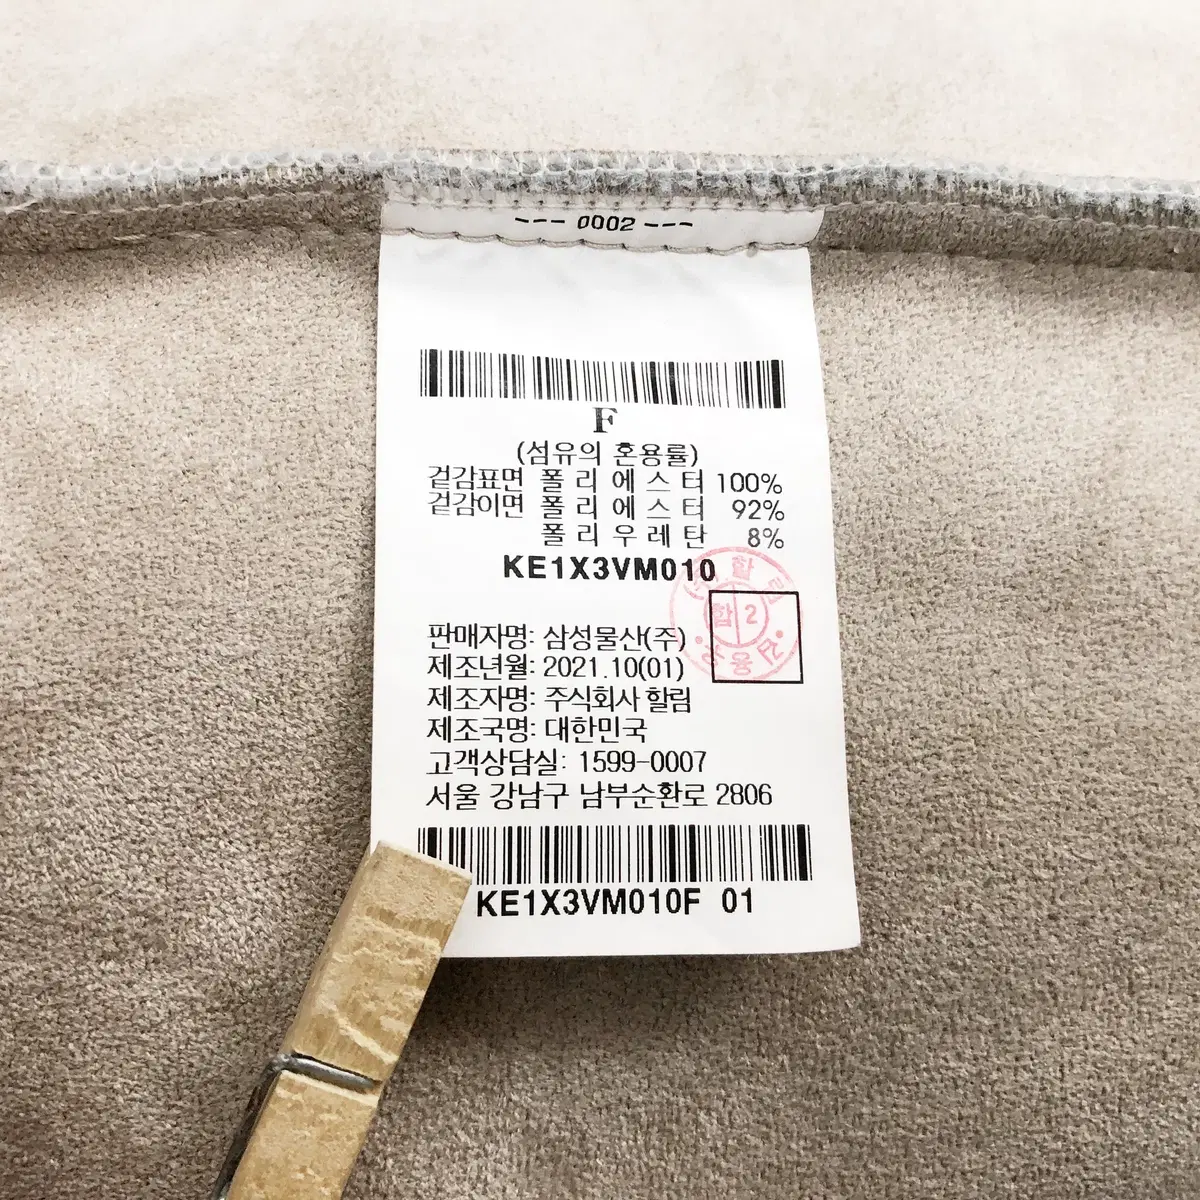 --- 0002 ---
F
(섬유의 혼용률)
겉감표면 폴 리 에 스 터 100%
겉감이면 폴 리 에 스 터 92%
폴 리 우 레 탄 8%
KE1X3VM010
합 2
판매자명: 삼성물산(주)
제조년월: 2021.10(01)
제조자명: 주식회사 할림
제조국명: 대한민국
고객상담실: 1599-0007
서울 강남구 남부순환로 2806
KE1X3VM010F 01